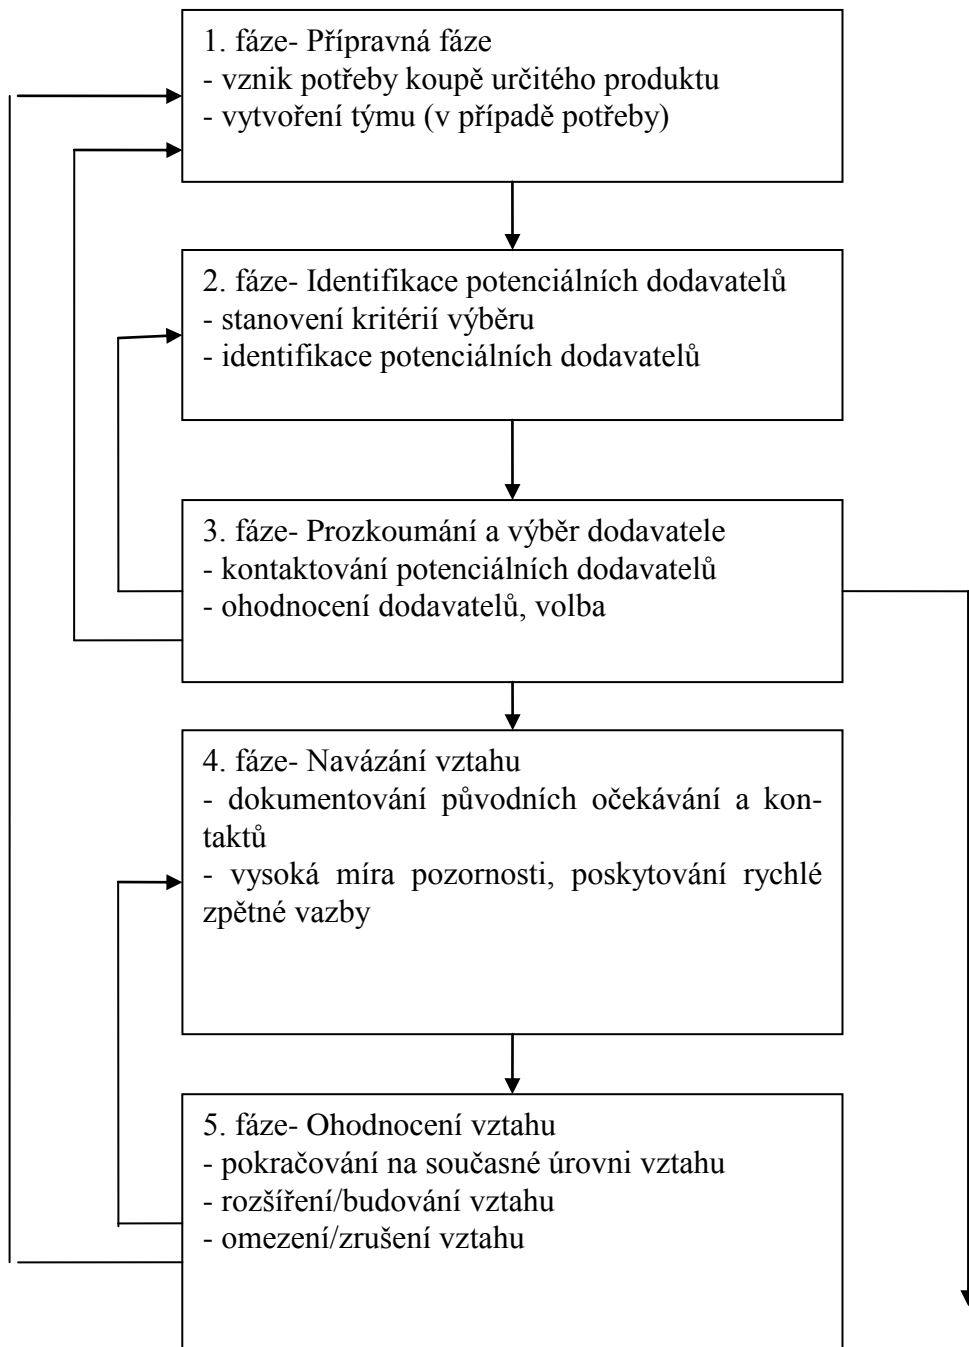 1. fáze- Přípravná fáze
- vznik potřeby koupě určitého produktu
- vytvoření týmu (v případě potřeby)
2. fáze- Identifikace potenciálních dodavatelů
- stanovení kritérií výběru
- identifikace potenciálních dodavatelů
3. fáze- Prozkoumání a výběr dodavatele
- kontaktování potenciálních dodavatelů
- ohodnocení dodavatelů, volba
4. fáze- Navázání vztahu
- dokumentování původních očekávání a kon-
taktů
- vysoká míra pozornosti, poskytování rychlé
zpětné vazby
5. fáze- Ohodnocení vztahu
- pokračování na současné úrovni vztahu
- rozšíření/budování vztahu
- omezení/zrušení vztahu